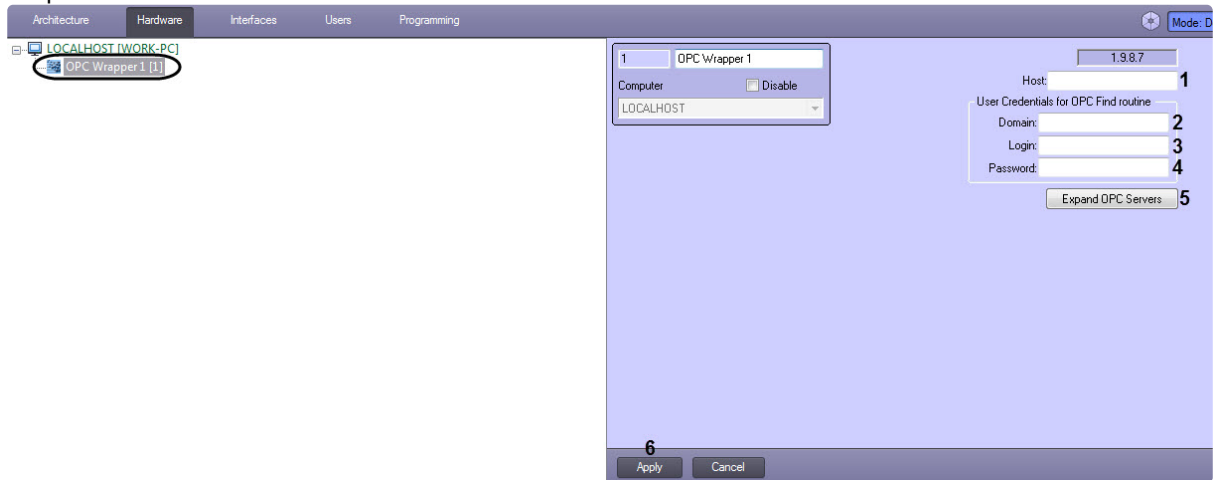 Architecture Hardware Interfaces Users Programming Mode: D
LOCALHOST [WORK-PC]
OPC Wrapper 1 [1]
1 OPC Wrapper 1
Computer Disable
LOCALHOST
1.9.8.7
Host: 1
User Credentials for OPC Find routine
Domain: 2
Login: 3
Password: 4
Expand OPC Servers 5
6
Apply Cancel